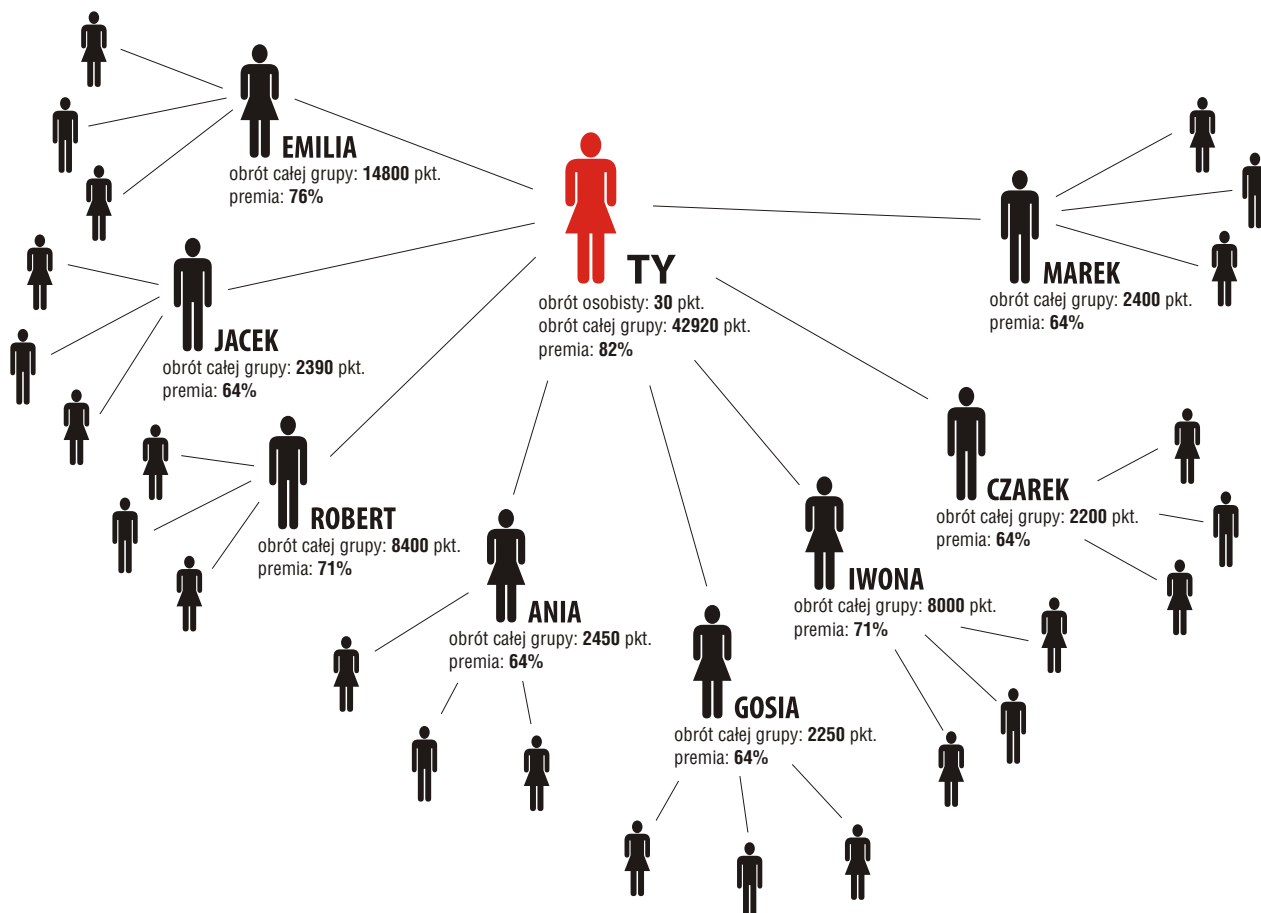 EMILIA
obrót całej grupy: 14800 pkt.
premia: 76%
TY
obrót osobisty: 30 pkt.
obrót całej grupy: 42920 pkt.
premia: 82%
MAREK
obrót całej grupy: 2400 pkt.
premia: 64%
JACEK
obrót całej grupy: 2390 pkt.
premia: 64%
ROBERT
obrót całej grupy: 8400 pkt.
premia: 71%
CZAREK
obrót całej grupy: 2200 pkt.
premia: 64%
IWONA
obrót całej grupy: 8000 pkt.
premia: 71%
ANIA
obrót całej grupy: 2450 pkt.
premia: 64%
GOSIA
obrót całej grupy: 2250 pkt.
premia: 64%